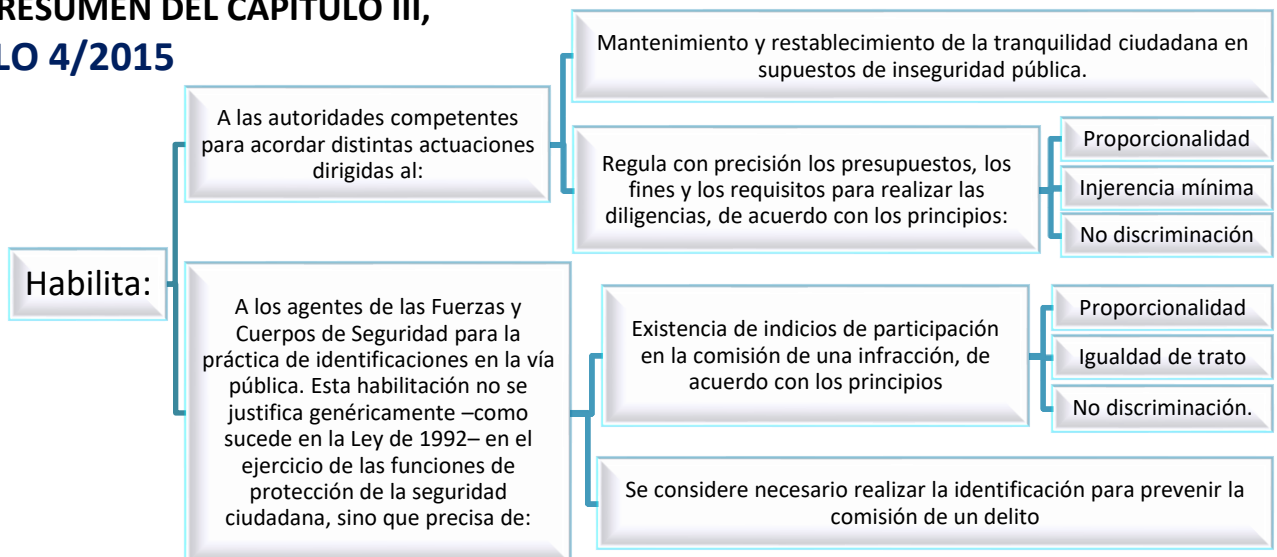 RESUMEN DEL CAPÍTULO III,
LO 4/2015
Habilita:
A las autoridades competentes
para acordar distintas actuaciones
dirigidas al:
Mantenimiento y restablecimiento de la tranquilidad ciudadana en
supuestos de inseguridad pública.
Regula con precisión los presupuestos, los
fines y los requisitos para realizar las
diligencias, de acuerdo con los principios:
Proporcionalidad
Injerencia mínima
No discriminación
A los agentes de las Fuerzas y
Cuerpos de Seguridad para la
práctica de identificaciones en la vía
pública. Esta habilitación no se
justifica genéricamente –como
sucede en la Ley de 1992– en el
ejercicio de las funciones de
protección de la seguridad
ciudadana, sino que precisa de:
Existencia de indicios de participación
en la comisión de una infracción, de
acuerdo con los principios
Proporcionalidad
Igualdad de trato
No discriminación.
Se considere necesario realizar la identificación para prevenir la
comisión de un delito